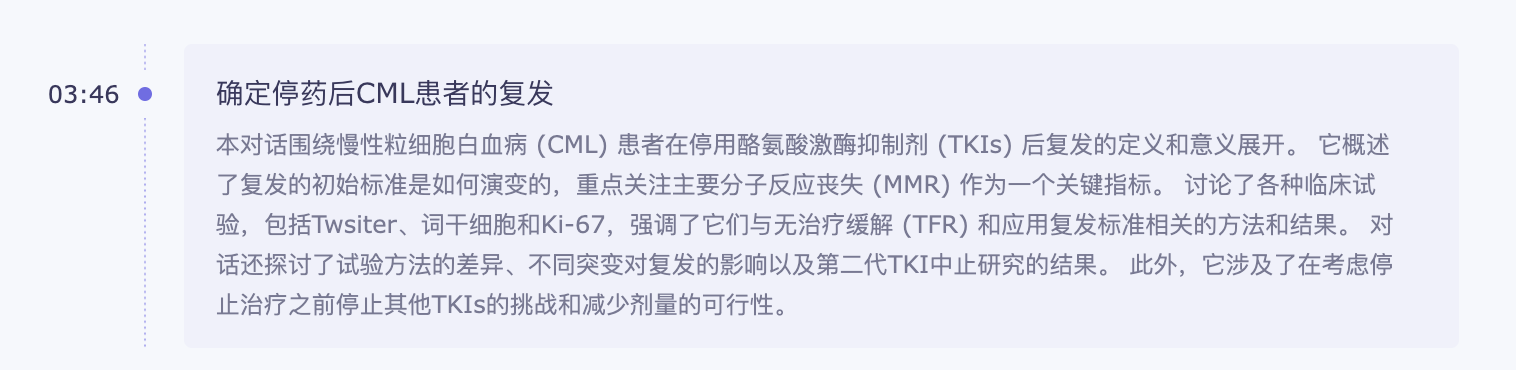 03:46
确定停药后CML患者的复发
本对话围绕慢性粒细胞白血病 (CML) 患者在停用酪氨酸激酶抑制剂 (TKIs) 后复发的定义和意义展开。 它概述
了复发的初始标准是如何演变的，重点关注主要分子反应丧失 (MMR) 作为一个关键指标。 讨论了各种临床试
验，包括Twsiter、词干细胞和Ki-67，强调了它们与无治疗缓解 (TFR) 和应用复发标准相关的方法和结果。 对
话还探讨了试验方法的差异、不同突变对复发的影响以及第二代TKI中止研究的结果。 此外，它涉及了在考虑停
止治疗之前停止其他TKIs的挑战和减少剂量的可行性。